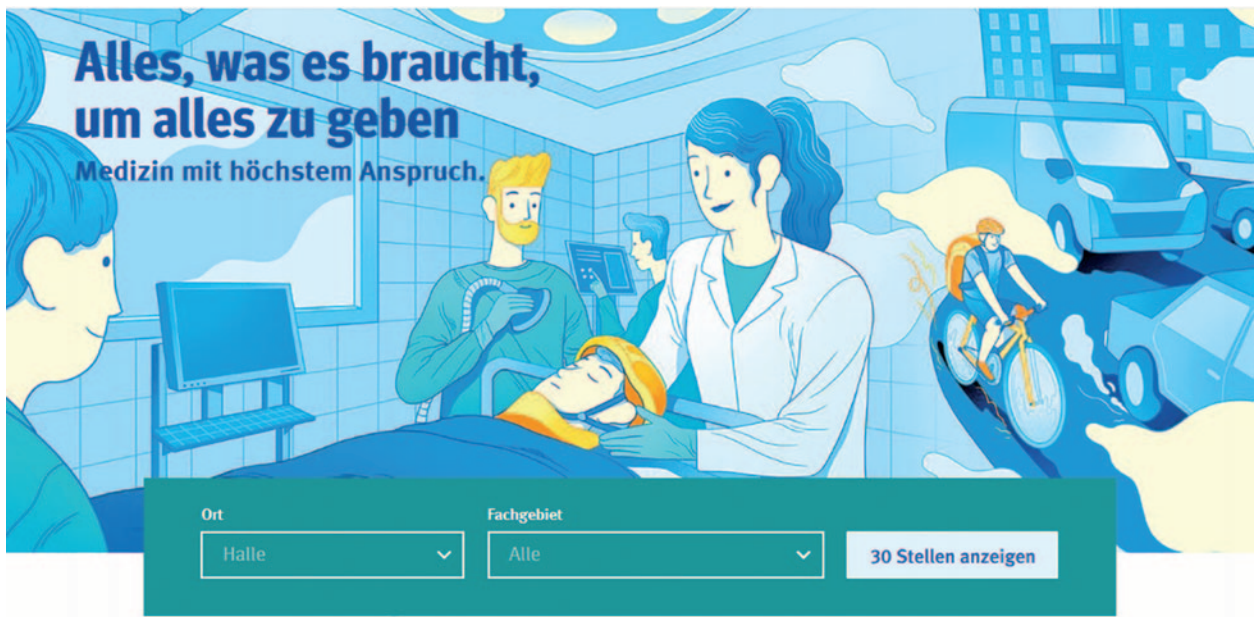 Alles, was es braucht,
um alles zu geben
Medizin mit höchstem Anspruch.
Ort
Fachgebiet
Halle
Alle
30 Stellen anzeigen